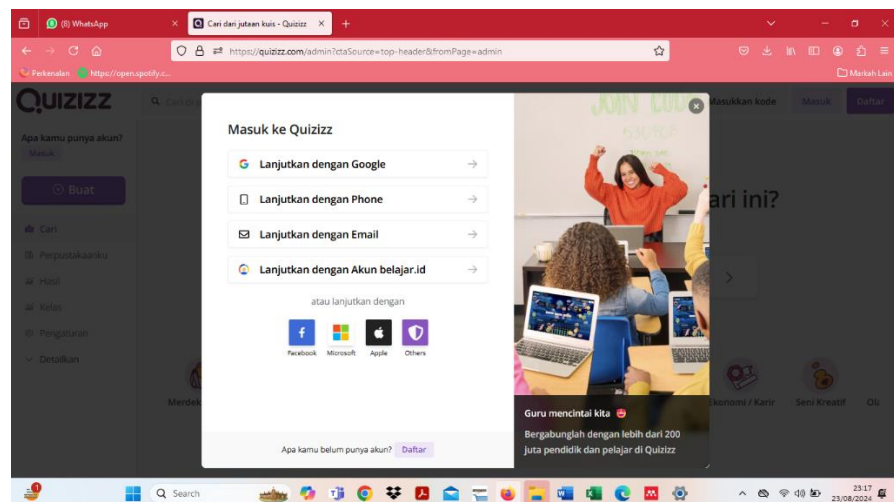 (8) WhatsApp
Cari dari jutaan kuis - Quizizz
https://quizizz.com/admin?ctaSource=top-header&fromPage=admin
Perkenalan
https://open.spotify.c...
Markah Lain
QUIZIZZ
Masukkan kode
Masuk
Daftar
Apa kamu punya akun?
Masuk
Buat
Cari
Perpustakaanku
Hasil
Kelas
Pengaturan
Detailkan
Masuk ke Quizizz
Lanjutkan dengan Google
Lanjutkan dengan Phone
Lanjutkan dengan Email
Lanjutkan dengan Akun belajar.id
atau lanjutkan dengan
Facebook
Microsoft
Apple
Others
Apa kamu belum punya akun? Daftar
JOIN CODE
Guru mencintai kita
Bergabunglah dengan lebih dari 200
juta pendidik dan pelajar di Quizizz
ari ini?
Merdek
Ekonomi / Karir
Seni Kreatif
Search
23:17
23/08/2024